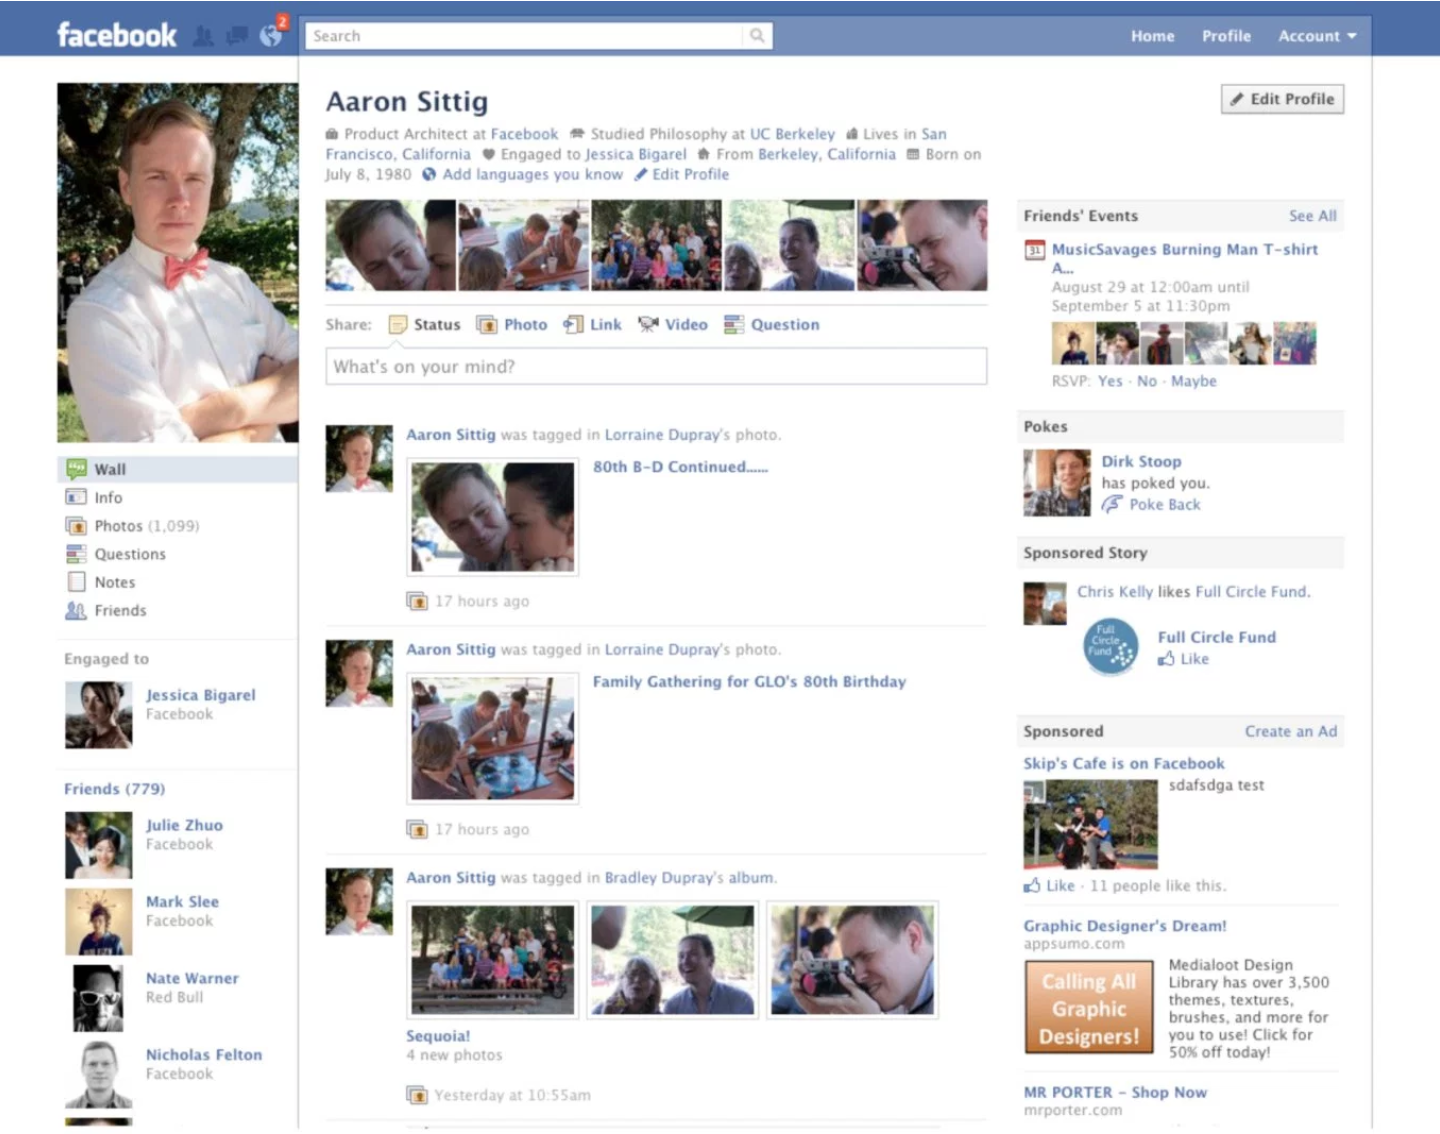 facebook
2
Search
Home Profile Account
Aaron Sittig
Edit Profile
Product Architect at Facebook Studied Philosophy at UC Berkeley Lives in San
Francisco, California Engaged to Jessica Bigarel From Berkeley, California Born on
July 8, 1980 Add languages you know Edit Profile
Share: Status Photo Link Video Question
What's on your mind?
Aaron Sittig was tagged in Lorraine Dupray's photo.
80th B-D Continued......
17 hours ago
Aaron Sittig was tagged in Lorraine Dupray's photo.
Family Gathering for GLO's 80th Birthday
17 hours ago
Aaron Sittig was tagged in Bradley Dupray's album.
Sequoia!
4 new photos
Yesterday at 10:55am
Wall
Info
Photos (1,099)
Questions
Notes
Friends
Engaged to
Jessica Bigarel
Facebook
Friends (779)
Julie Zhuo
Facebook
Mark Slee
Facebook
Nate Warner
Red Bull
Nicholas Felton
Facebook
Friends' Events See All
31
MusicSavages Burning Man T-shirt
A...
August 29 at 12:00am until
September 5 at 11:30pm
RSVP: Yes · No · Maybe
Pokes
Dirk Stoop
has poked you.
Poke Back
Sponsored Story
Chris Kelly likes Full Circle Fund.
Full
Circle
Fund
Full Circle Fund
Like
Sponsored Create an Ad
Skip's Cafe is on Facebook
sdafsdga test
Like · 11 people like this.
Graphic Designer's Dream!
appsumo.com
Calling All
Graphic
Designers!
Medialoot Design
Library has over 3,500
themes, textures,
brushes, and more for
you to use! Click for
50% off today!
MR PORTER - Shop Now
mrporter.com